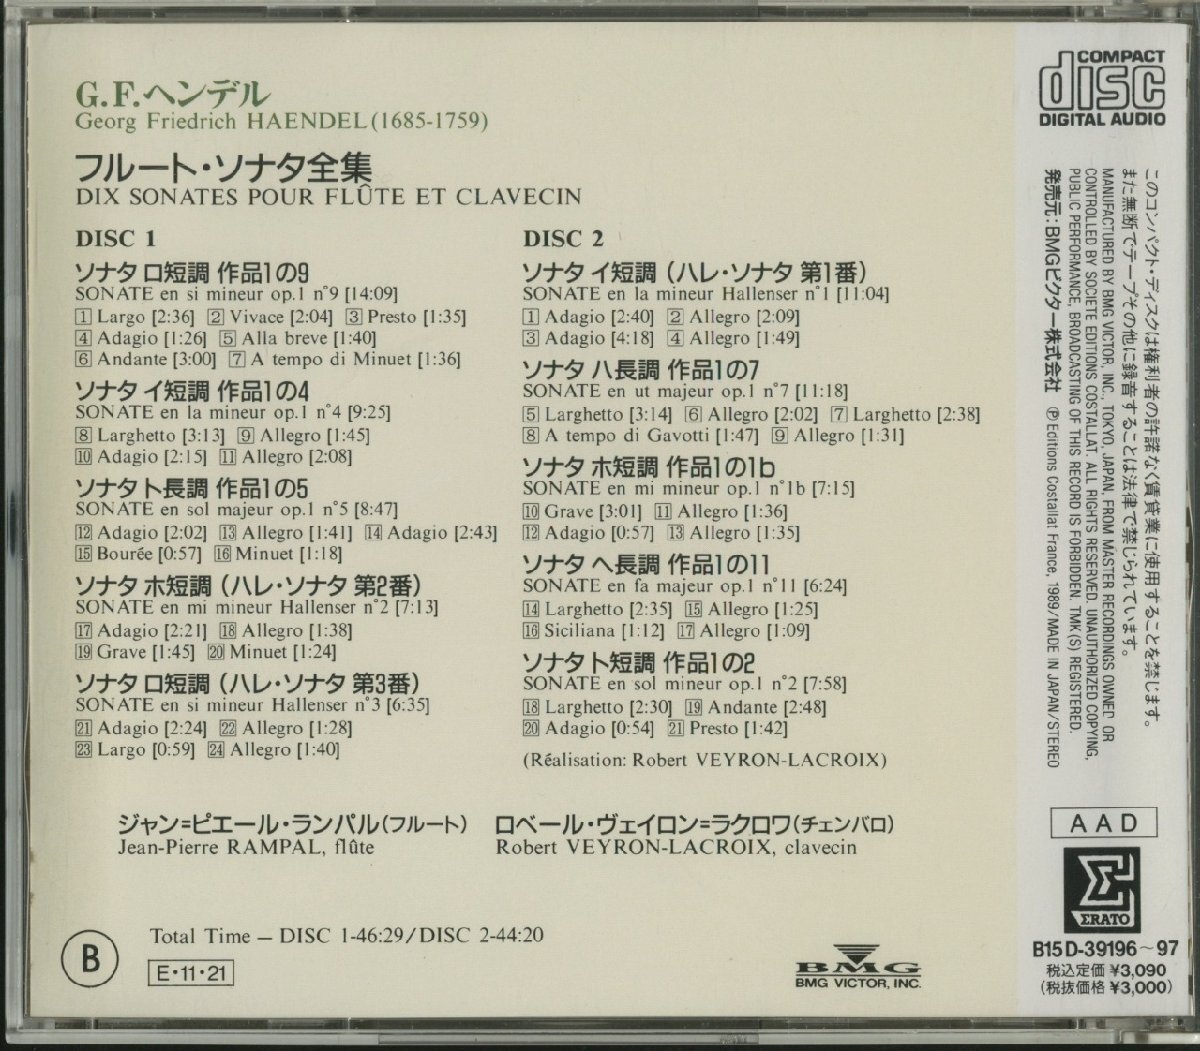 G.F.ヘンデル
Georg Friedrich HAENDEL(1685-1759)
フルート・ソナタ全集
DIX SONATES POUR FLÛTE ET CLAVECIN
DISC 1
ソナタ ロ短調 作品1の9
SONATE en si mineur op.1 n°9 [14:09]
1 Largo [2:36] 2 Vivace [2:04] 3 Presto [1:35]
4 Adagio [1:26] 5 Alla breve [1:40]
6 Andante [3:00] 7 A tempo di Minuet [1:36]
ソナタ イ短調 作品1の4
SONATE en la mineur op.1 n°4 [9:25]
8 Larghetto [3:13] 9 Allegro [1:45]
10 Adagio [2:15] 11 Allegro [2:08]
ソナタ ト長調 作品1の5
SONATE en sol majeur op.1 n°5 [8:47]
12 Adagio [2:02] 13 Allegro [1:41] 14 Adagio [2:43]
15 Bourée [0:57] 16 Minuet [1:18]
ソナタ ホ短調 (ハレ・ソナタ 第2番)
SONATE en mi mineur Hallenser n°2 [7:13]
17 Adagio [2:21] 18 Allegro [1:38]
19 Grave [1:45] 20 Minuet [1:24]
ソナタ ロ短調 (ハレ・ソナタ 第3番)
SONATE en si mineur Hallenser n°3 [6:35]
21 Adagio [2:24] 22 Allegro [1:28]
23 Largo [0:59] 24 Allegro [1:40]
DISC 2
ソナタ イ短調 (ハレ・ソナタ 第1番)
SONATE en la mineur Hallenser n°1 [11:04]
1 Adagio [2:40] 2 Allegro [2:09]
3 Adagio [4:18] 4 Allegro [1:49]
ソナタ ハ長調 作品1の7
SONATE en ut majeur op.1 n°7 [11:18]
5 Larghetto [3:14] 6 Allegro [2:02] 7 Larghetto [2:38]
8 A tempo di Gavotti [1:47] 9 Allegro [1:31]
ソナタ ホ短調 作品1の1b
SONATE en mi mineur op.1 n°1b [7:15]
10 Grave [3:01] 11 Allegro [1:36]
12 Adagio [0:57] 13 Allegro [1:35]
ソナタ ヘ長調 作品1の11
SONATE en fa majeur op.1 n°11 [6:24]
14 Larghetto [2:35] 15 Allegro [1:25]
16 Siciliana [1:12] 17 Allegro [1:09]
ソナタ ト短調 作品1の2
SONATE en sol mineur op.1 n°2 [7:58]
18 Larghetto [2:30] 19 Andante [2:48]
20 Adagio [0:54] 21 Presto [1:42]
(Réalisation: Robert VEYRON-LACROIX)
ジャン=ピエール・ランパル(フルート)
Jean-Pierre RAMPAL, flûte
ロベール・ヴェイロン=ラクロワ(チェンバロ)
Robert VEYRON-LACROIX, clavecin
B
Total Time — DISC 1-46:29/DISC 2-44:20
E・11・21
BMG
BMG VICTOR, INC.
COMPACT
disc
DIGITAL AUDIO
このコンパクト・ディスクは権利者の許諾なく賃貸業に使用することを禁じます。
また無断でテープその他に録音することは法律で禁じられています。
MANUFACTURED BY BMG VICTOR, INC., TOKYO, JAPAN. FROM MASTER RECORDINGS OWNED OR
CONTROLLED BY SOCIETE EDITIONS COSTALLAT. ALL RIGHTS RESERVED. UNAUTHORIZED COPYING,
PUBLIC PERFORMANCE, BROADCASTING OF THIS RECORD IS FORBIDDEN. TMK(S) REGISTERED.
発売元:BMGビクター株式会社 ℗Editions Costallat France, 1989/MADE IN JAPAN/STEREO
AAD
ERATO
B15D-39196~97
税込定価 ¥3,090
(税抜価格 ¥3,000)